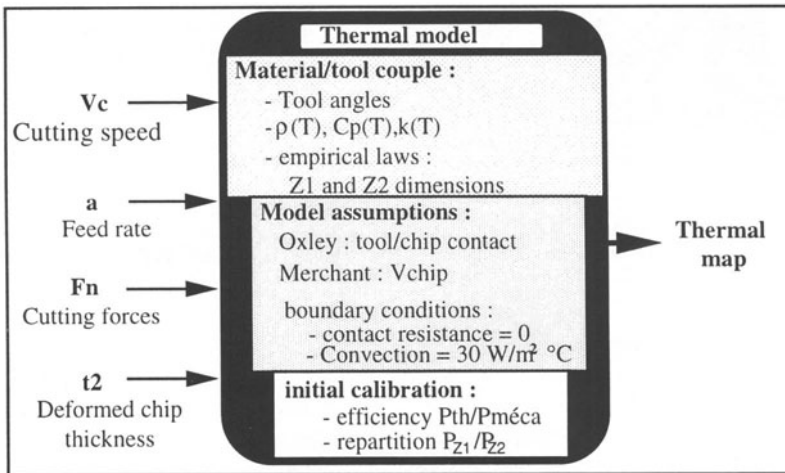 Thermal model
Material/tool couple :
- Tool angles
- ρ(T), Cp(T),k(T)
- empirical laws :
Z1 and Z2 dimensions
Model assumptions :
Oxley : tool/chip contact
Merchant : Vchip
boundary conditions :
- contact resistance = 0
- Convection = 30 W/m² °C
initial calibration :
- efficiency Pth/Pméca
- repartition PZ1/PZ2
Vc
Cutting speed
a
Feed rate
Fn
Cutting forces
t2
Deformed chip
thickness
Thermal
map